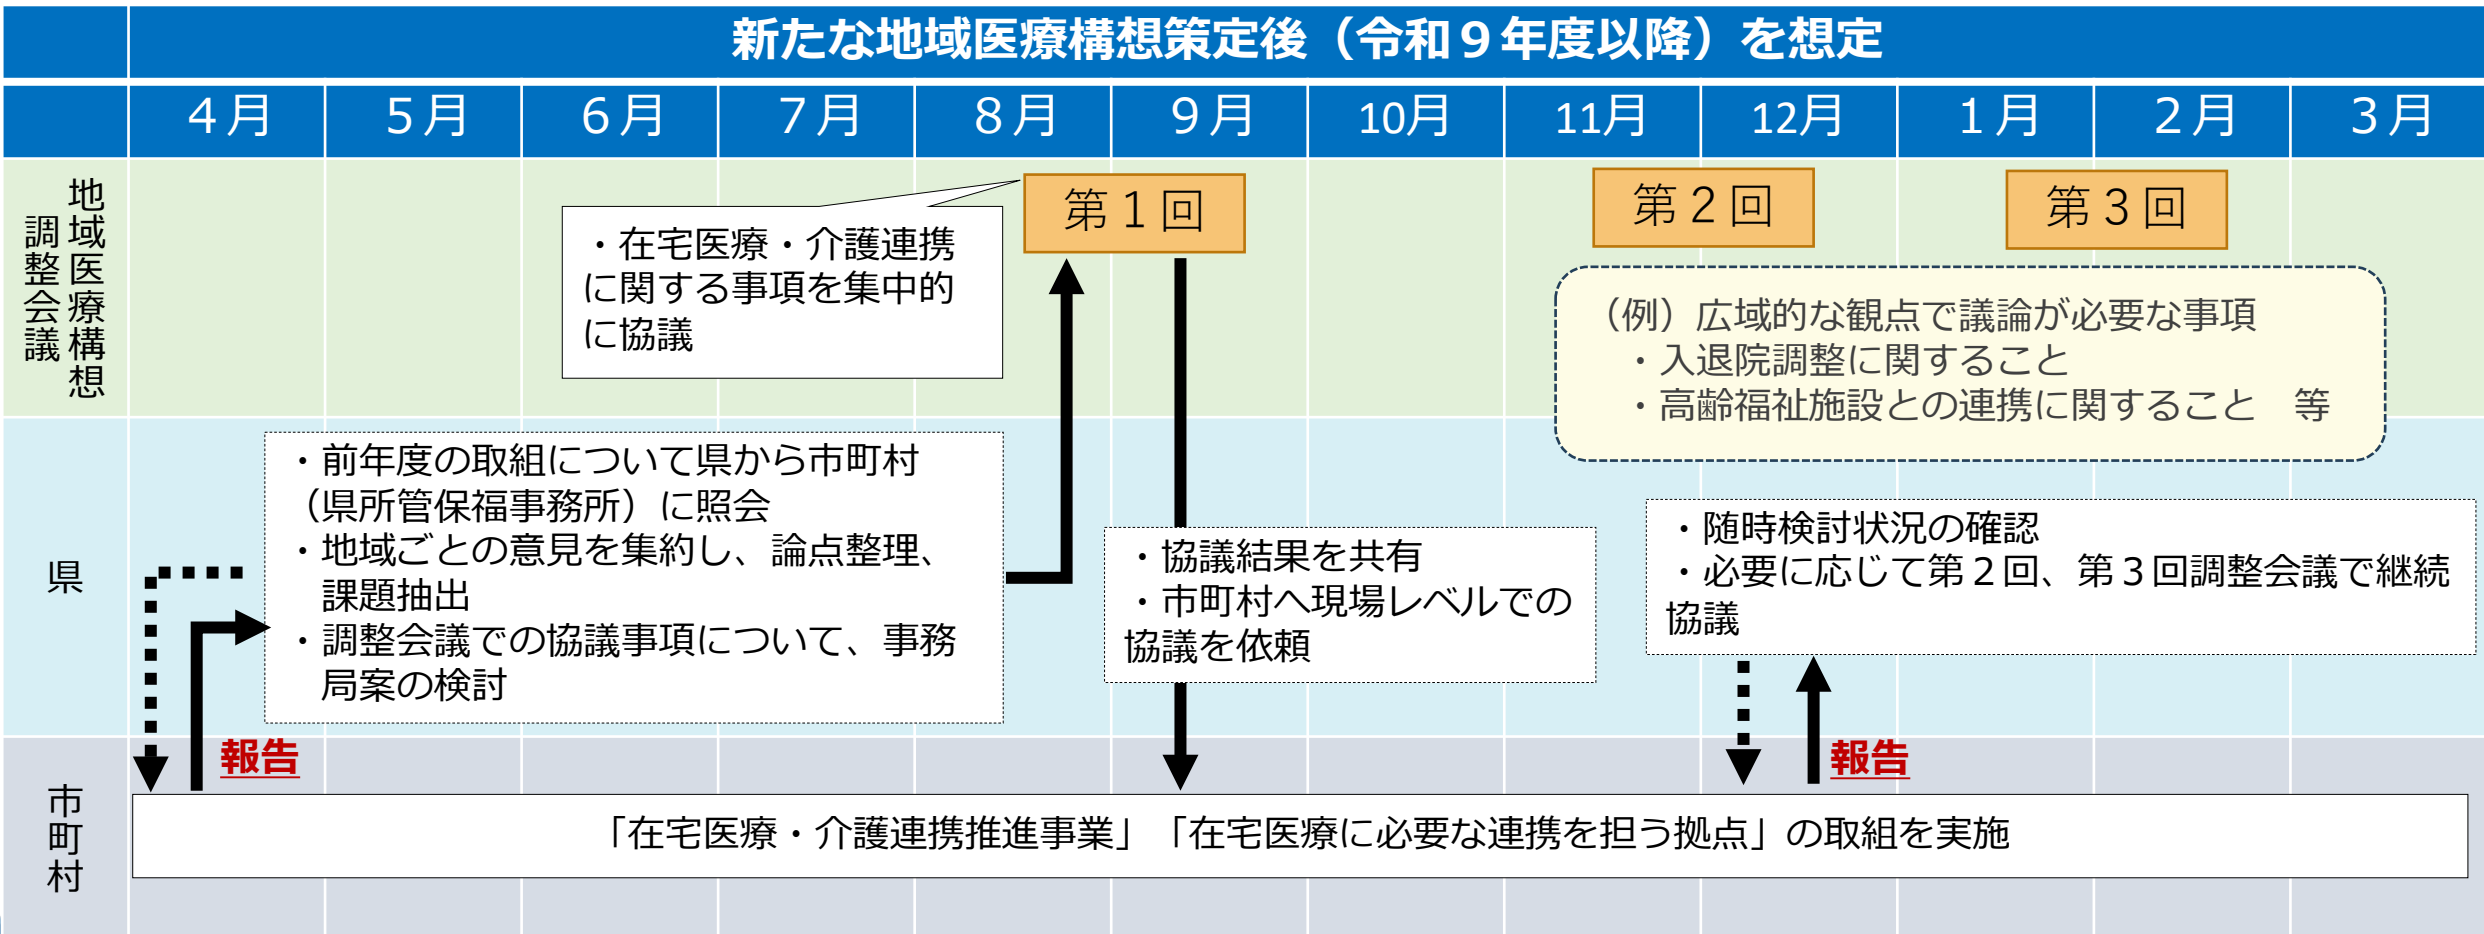 新たな地域医療構想策定後（令和９年度以降）を想定
４月 ５月 ６月 ７月 ８月 ９月 10月 11月 12月 １月 ２月 ３月
地域医療構想
調整会議
・在宅医療・介護連携
に関する事項を集中的
に協議
第１回
第２回
第３回
（例）広域的な観点で議論が必要な事項
・入退院調整に関すること
・高齢福祉施設との連携に関すること　等
県
・前年度の取組について県から市町村
（県所管保福事務所）に照会
・地域ごとの意見を集約し、論点整理、
課題抽出
・調整会議での協議事項について、事務
局案の検討
・協議結果を共有
・市町村へ現場レベルでの
協議を依頼
・随時検討状況の確認
・必要に応じて第２回、第３回調整会議で継続
協議
報告
報告
市町村
「在宅医療・介護連携推進事業」「在宅医療に必要な連携を担う拠点」の取組を実施